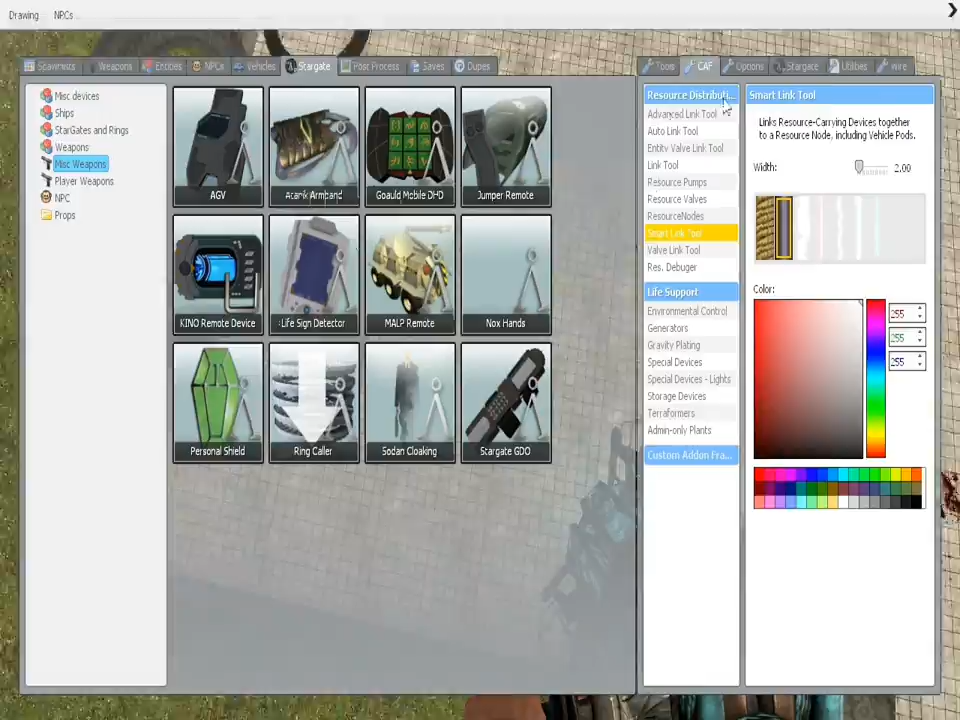 Drawing NPCs
Spawnlists Weapons Entities NPCs Vehicles Stargate Post Process Saves Dupes
Tools CAF Options Stargate Utilities Wire
Misc devices
Ships
StarGates and Rings
Weapons
Misc Weapons
Player Weapons
NPC
Props
AGV
Atanik Armband
Goauld Mobile DHD
Jumper Remote
KINO Remote Device
Life Sign Detector
MALP Remote
Nox Hands
Personal Shield
Ring Caller
Sodan Cloaking
Stargate GDO
Resource Distributi...
Advanced Link Tool
Auto Link Tool
Entity Valve Link Tool
Link Tool
Resource Pumps
Resource Valves
ResourceNodes
Smart Link Tool
Valve Link Tool
Res. Debuger
Life Support
Environmental Control
Generators
Gravity Plating
Special Devices
Special Devices - Lights
Storage Devices
Terraformers
Admin-only Plants
Custom Addon Fra...
Smart Link Tool
Links Resource-Carrying Devices together
to a Resource Node, including Vehicle Pods.
Width: 2.00
Color:
255
255
255